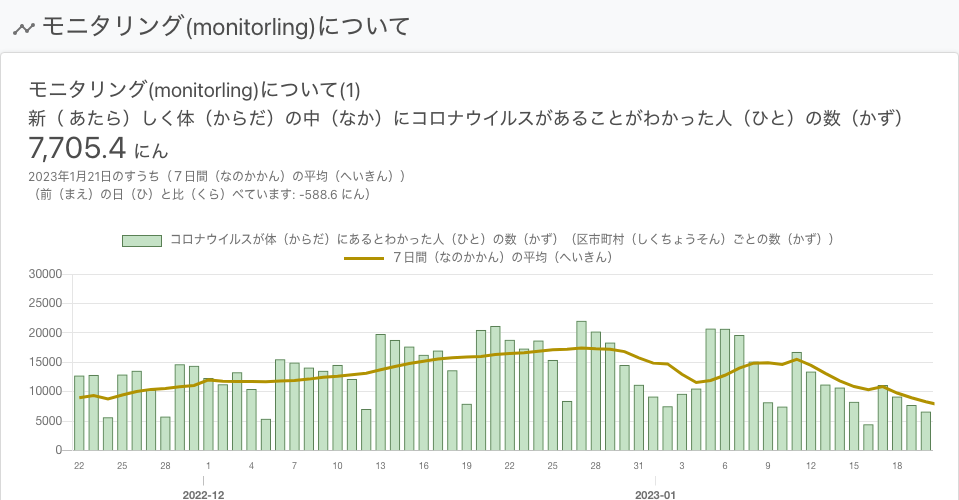 モニタリング(monitorling)について
モニタリング(monitorling)について(1)
新（ あたら）しく体（からだ）の中（なか）にコロナウイルスがあることがわかった人（ひと）の数（かず）
7,705.4 にん
2023年1月21日のすうち（７日間（なのかかん）の平均（へいきん））
（前（まえ）の日（ひ）と比（くら）べています: -588.6 にん）
コロナウイルスが体（からだ）にあるとわかった人（ひと）の数（かず）（区市町村（しくちょうそん）ごとの数（かず））
７日間（なのかかん）の平均（へいきん）
30000
25000
20000
15000
10000
5000
0
22 25 28 1 4 7 10 13 16 19 22 25 28 31 3 6 9 12 15 18
2022-12 2023-01